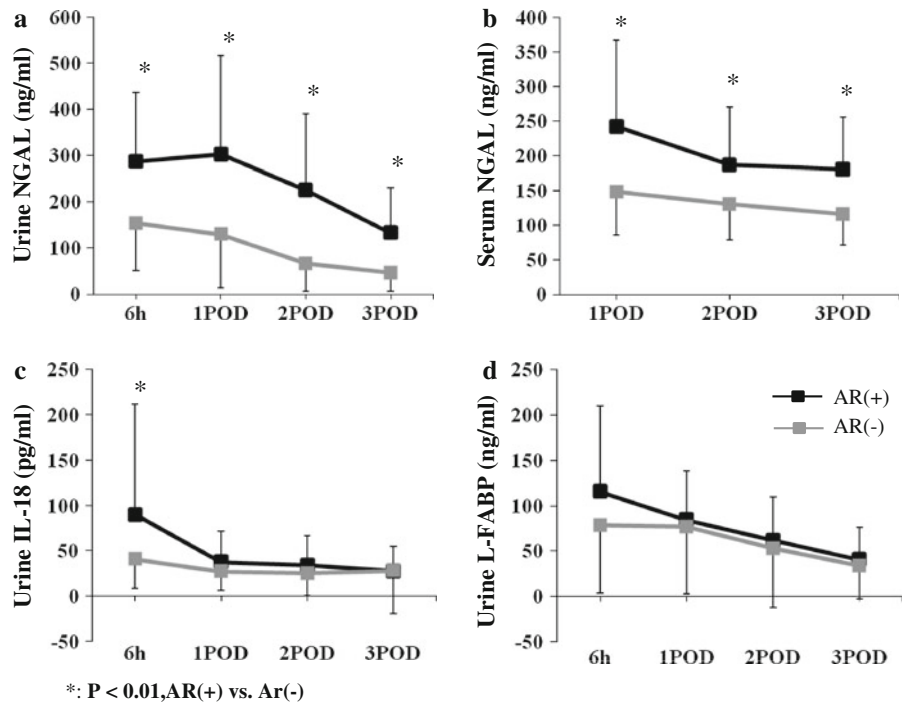 a
600
500
400
300
200
100
0
Urine NGAL (ng/ml)
* * * *
6h 1POD 2POD 3POD
b
400
350
300
250
200
150
100
50
0
Serum NGAL (ng/ml)
* * *
1POD 2POD 3POD
c
250
200
150
100
50
0
-50
Urine IL-18 (pg/ml)
*
6h 1POD 2POD 3POD
d
250
200
150
100
50
0
-50
Urine L-FABP (ng/ml)
AR(+)
AR(-)
6h 1POD 2POD 3POD
*: P < 0.01,AR(+) vs. Ar(-)